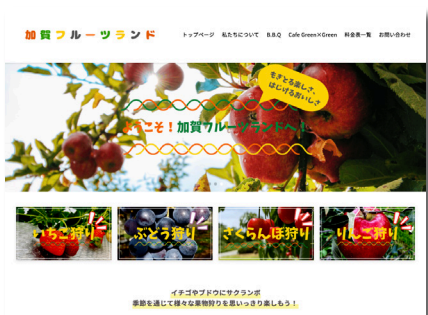 加賀フルーツランド
トップページ 私たちについて B.B.Q Cafe Green×Green 料金表一覧 お問い合わせ
もぎとる楽しさ、
はじけるおいしさ
ようこそ！加賀フルーツランドへ！
いちご狩り ぶどう狩り さくらんぼ狩り りんご狩り
イチゴやブドウにサクランボ
季節を通じて様々な果物狩りを思いっきり楽しもう！